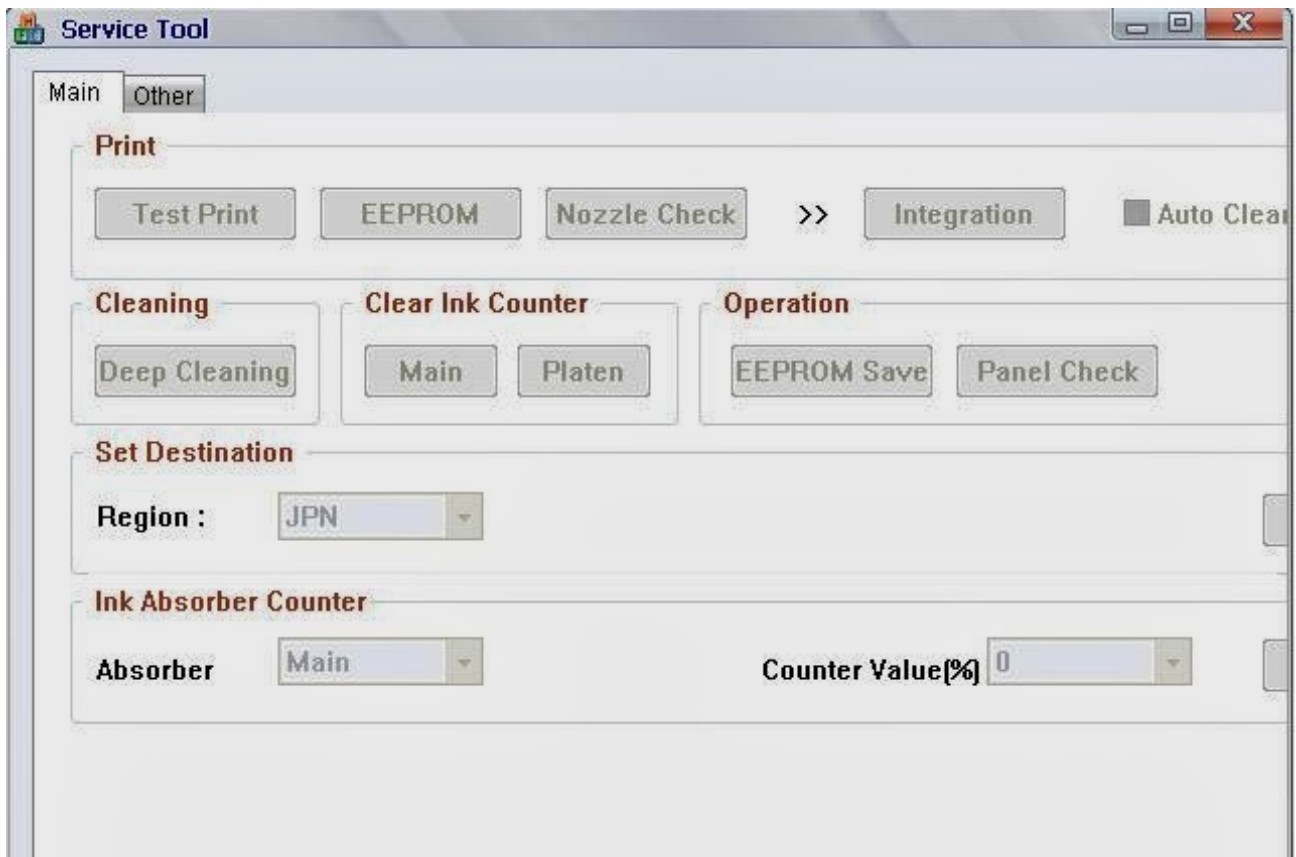 Service Tool
Main Other
Print
Test Print EEPROM Nozzle Check >> Integration Auto Clea
Cleaning Clear Ink Counter Operation
Deep Cleaning Main Platen EEPROM Save Panel Check
Set Destination
Region : JPN
Ink Absorber Counter
Absorber Main Counter Value(%) 0